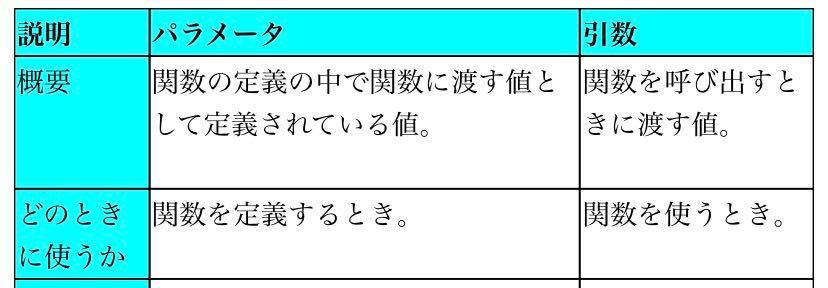 説明 パラメータ 引数
概要 関数の定義の中で関数に渡す値と 関数を呼び出すと
して定義されている値。 きに渡す値。
どのとき 関数を定義するとき。 関数を使うとき。
に使うか